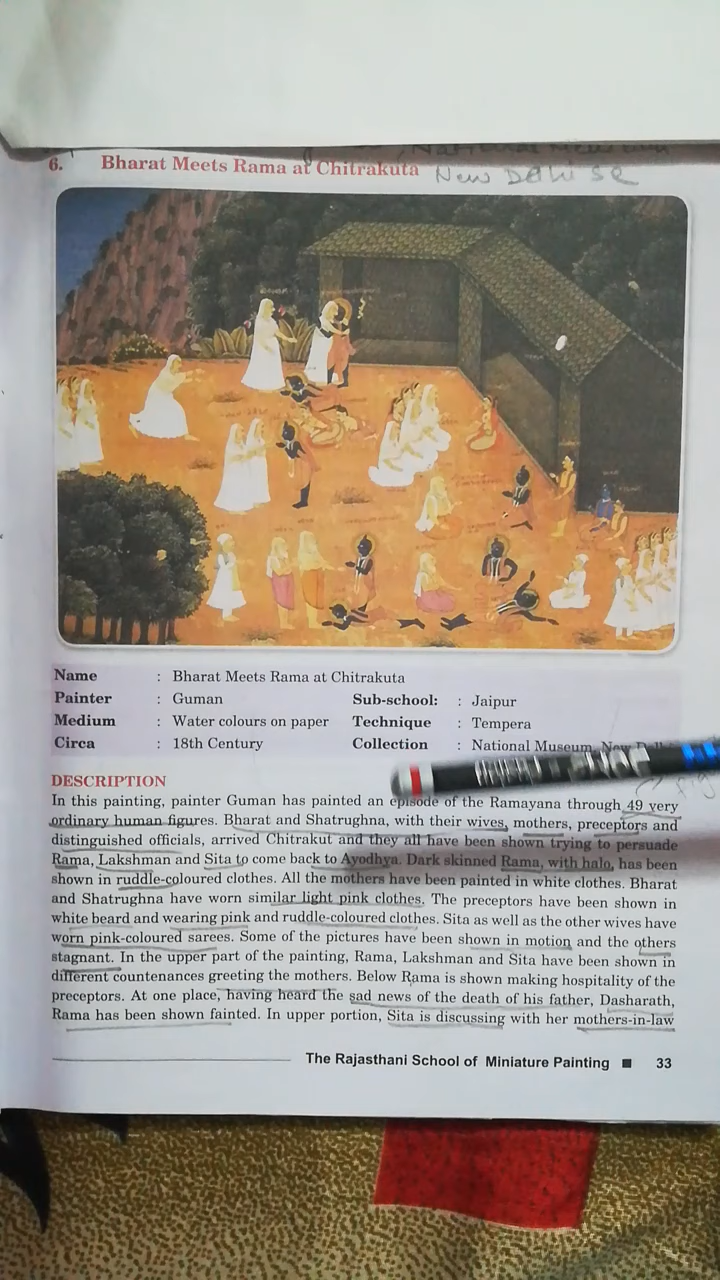 6. Bharat Meets Rama at Chitrakuta
New Delhi se
Name : Bharat Meets Rama at Chitrakuta
Painter : Guman Sub-school: : Jaipur
Medium : Water colours on paper Technique : Tempera
Circa : 18th Century Collection : National Museum, New
DESCRIPTION
In this painting, painter Guman has painted an episode of the Ramayana through 49 very
ordinary human figures. Bharat and Shatrughna, with their wives, mothers, preceptors and
distinguished officials, arrived Chitrakut and they all have been shown trying to persuade
Rama, Lakshman and Sita to come back to Ayodhya. Dark skinned Rama, with halo, has been
shown in ruddle-coloured clothes. All the mothers have been painted in white clothes. Bharat
and Shatrughna have worn similar light pink clothes. The preceptors have been shown in
white beard and wearing pink and ruddle-coloured clothes. Sita as well as the other wives have
worn pink-coloured sarees. Some of the pictures have been shown in motion and the others
stagnant. In the upper part of the painting, Rama, Lakshman and Sita have been shown in
different countenances greeting the mothers. Below Rama is shown making hospitality of the
preceptors. At one place, having heard the sad news of the death of his father, Dasharath,
Rama has been shown fainted. In upper portion, Sita is discussing with her mothers-in-law
The Rajasthani School of Miniature Painting ■ 33